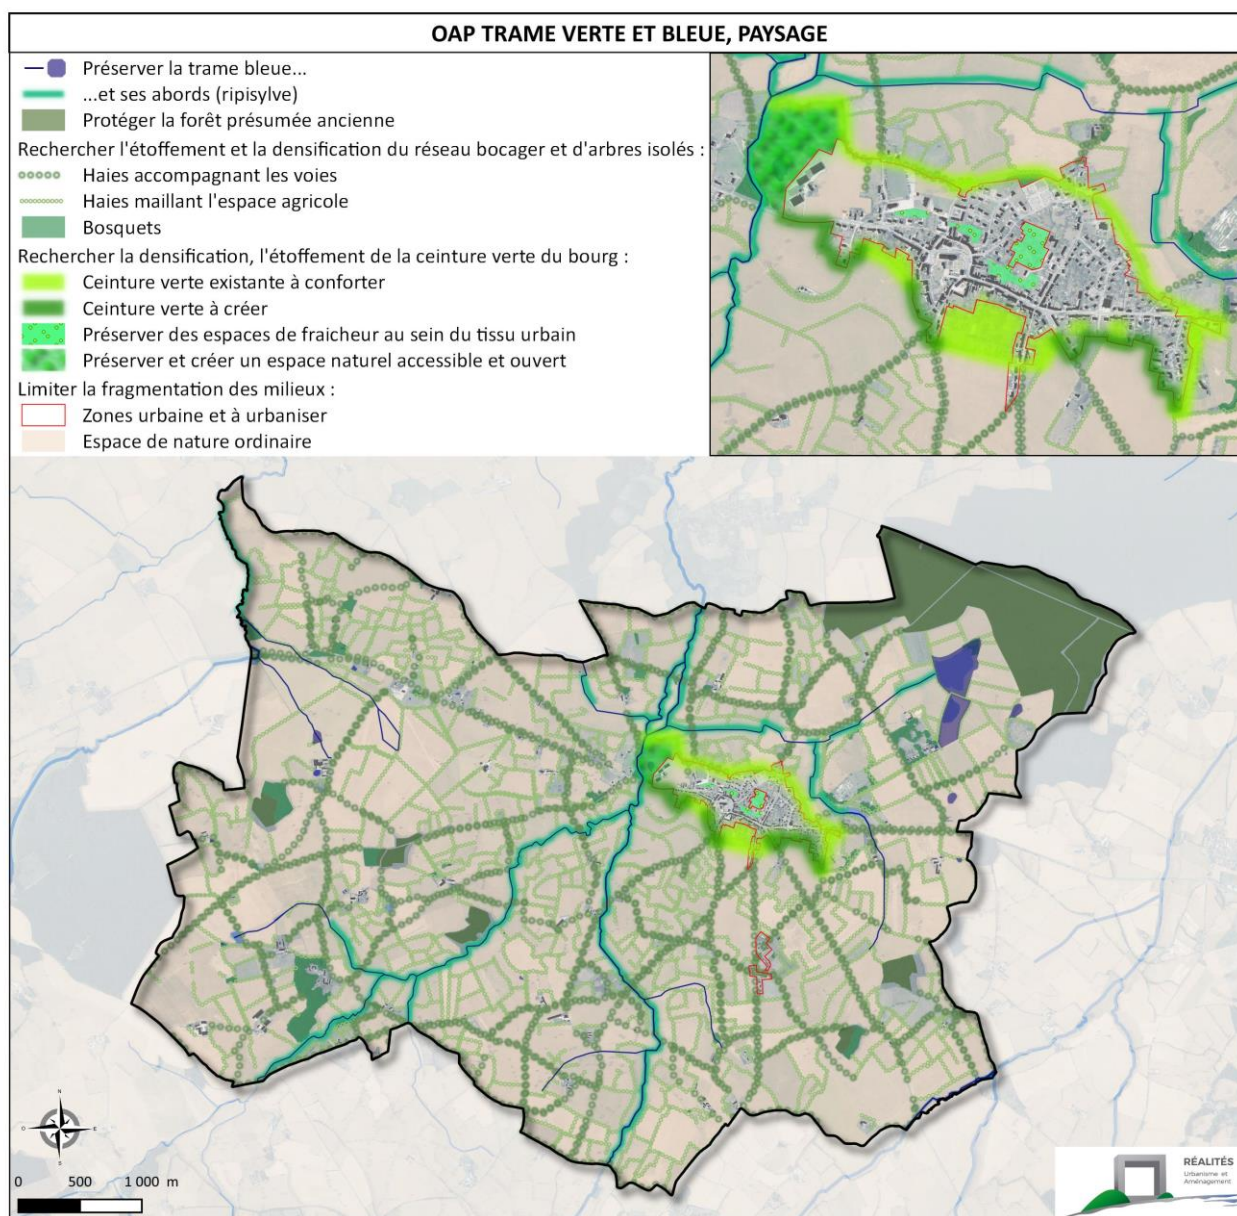 OAP TRAME VERTE ET BLEUE, PAYSAGE
Préserver la trame bleue...
...et ses abords (ripisylve)
Protéger la forêt présumée ancienne
Rechercher l'étoffement et la densification du réseau bocager et d'arbres isolés :
Haies accompagnant les voies
Haies maillant l'espace agricole
Bosquets
Rechercher la densification, l'étoffement de la ceinture verte du bourg :
Ceinture verte existante à conforter
Ceinture verte à créer
Préserver des espaces de fraicheur au sein du tissu urbain
Préserver et créer un espace naturel accessible et ouvert
Limiter la fragmentation des milieux :
Zones urbaine et à urbaniser
Espace de nature ordinaire
N
O E
S
0 500 1 000 m
RÉALITÉS
Urbanisme et
Aménagement